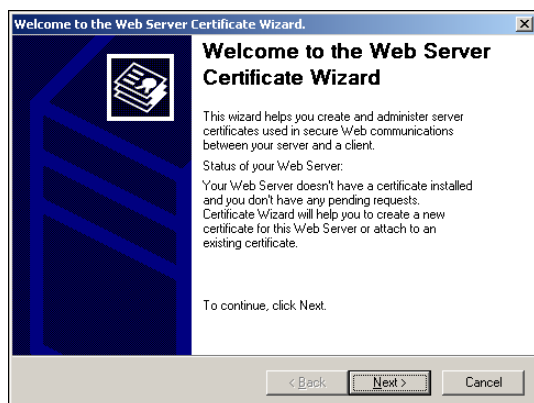 Welcome to the Web Server Certificate Wizard.
Welcome to the Web Server
Certificate Wizard
This wizard helps you create and administer server
certificates used in secure Web communications
between your server and a client.
Status of your Web Server:
Your Web Server doesn't have a certificate installed
and you don't have any pending requests.
Certificate Wizard will help you to create a new
certificate for this Web Server or attach to an
existing certificate.
To continue, click Next.
< Back
Next >
Cancel